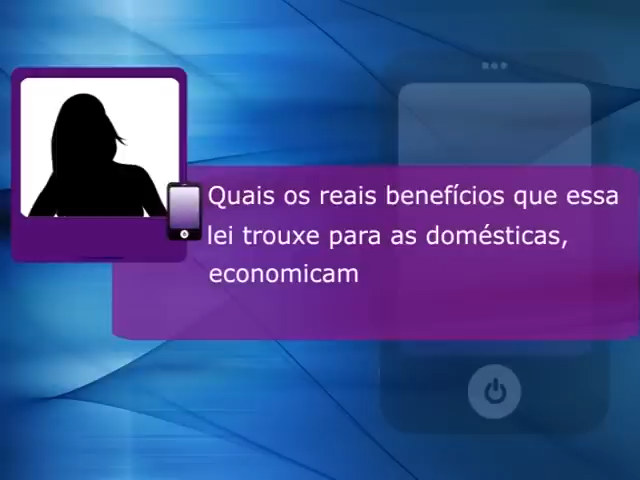 Quais os reais benefícios que essa
lei trouxe para as domésticas,
economicam